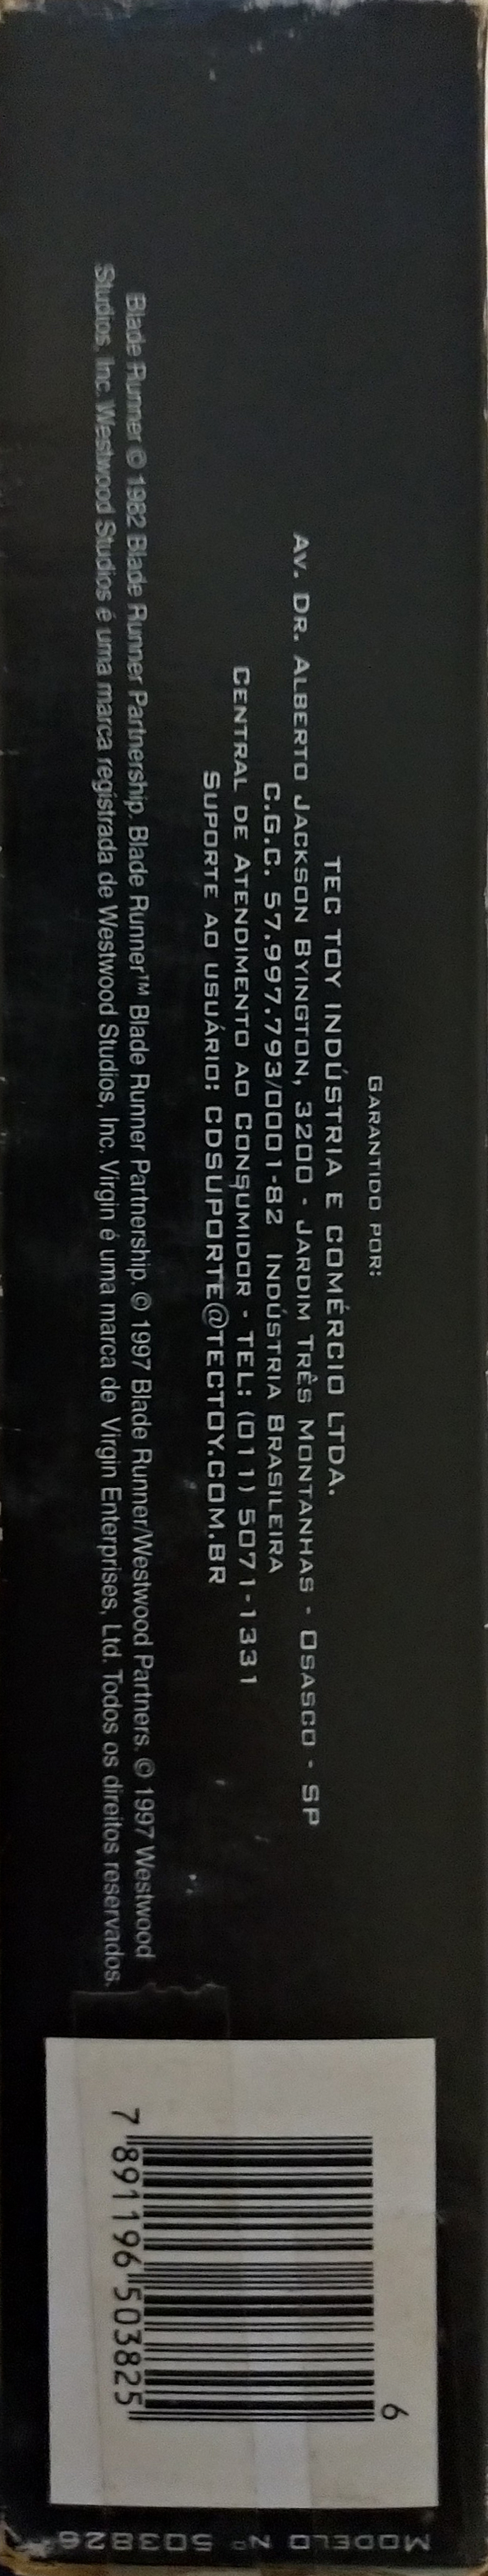 GARANTIDO POR:
TEC TOY INDÚSTRIA E COMÉRCIO LTDA.
AV. DR. ALBERTO JACKSON BYINGTON, 3200 - JARDIM TRÊS MONTANHAS - OSASCO - SP
C.G.C. 57.997.793/0001-82 INDÚSTRIA BRASILEIRA
CENTRAL DE ATENDIMENTO AO CONSUMIDOR - TEL: (011) 5071-1331
SUPORTE AO USUÁRIO: CDSUPORTE@TECTOY.COM.BR
Blade Runner © 1982 Blade Runner Partnership. Blade Runner™ Blade Runner Partnership. © 1997 Blade Runner/Westwood Partners. © 1997 Westwood
Studios, Inc. Westwood Studios é uma marca registrada de Westwood Studios, Inc. Virgin é uma marca de Virgin Enterprises, Ltd. Todos os direitos reservados.
6
7 891196 503825
MODELO Nº 503826